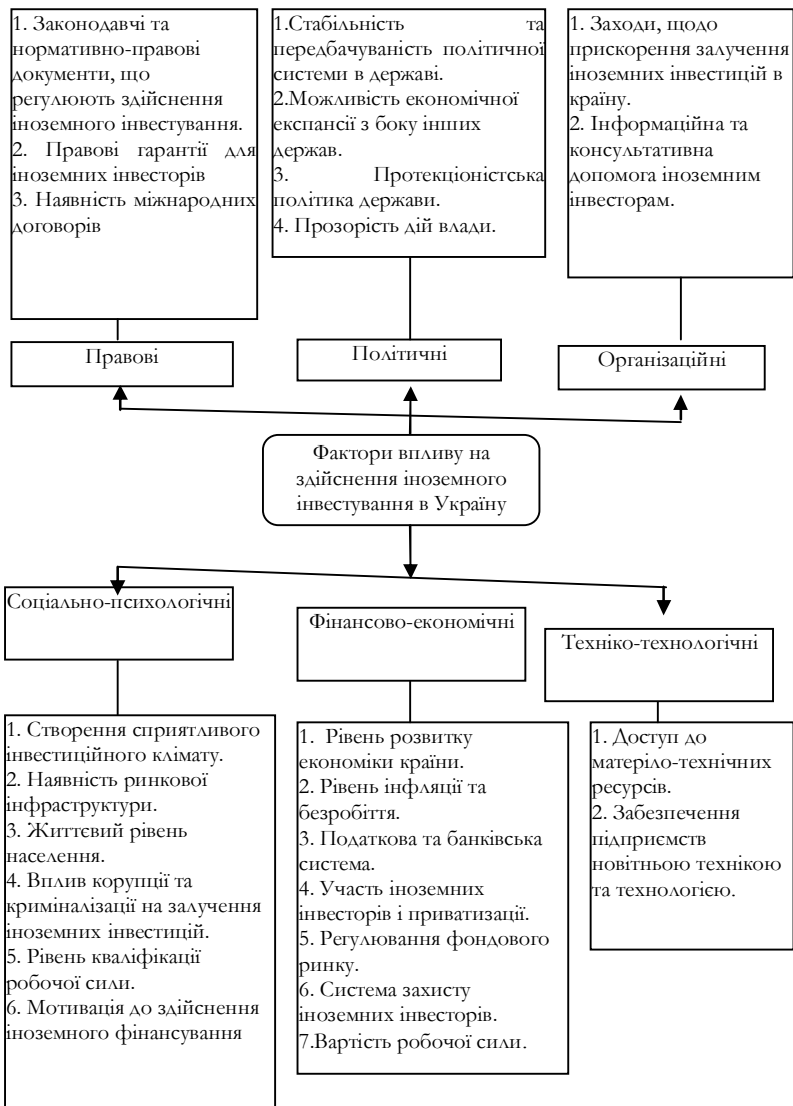 1. Законодавчі та
нормативно-правові
документи, що
регулюють здійснення
іноземного інвестування.
2. Правові гарантії для
іноземних інвесторів
3. Наявність міжнародних
договорів
1.Стабільність та
передбачуваність політичної
системи в державі.
2.Можливість економічної
експансії з боку інших
держав.
3. Протекціоністська
політика держави.
4. Прозорість дій влади.
1. Заходи, щодо
прискорення залучення
іноземних інвестицій в
країну.
2. Інформаційна та
консультативна
допомога іноземним
інвесторам.
Правові
Політичні
Організаційні
Фактори впливу на
здійснення іноземного
інвестування в Україну
Соціально-психологічні
Фінансово-економічні
Техніко-технологічні
1. Створення сприятливого
інвестиційного клімату.
2. Наявність ринкової
інфраструктури.
3. Життєвий рівень
населення.
4. Вплив корупції та
криміналізації на залучення
іноземних інвестицій.
5. Рівень кваліфікації
робочої сили.
6. Мотивація до здійснення
іноземного фінансування
1. Рівень розвитку
економіки країни.
2. Рівень інфляції та
безробіття.
3. Податкова та банківська
система.
4. Участь іноземних
інвесторів і приватизації.
5. Регулювання фондового
ринку.
6. Система захисту
іноземних інвесторів.
7.Вартість робочої сили.
1. Доступ до
матеріло-технічних
ресурсів.
2. Забезпечення
підприємств
новітньою технікою
та технологією.